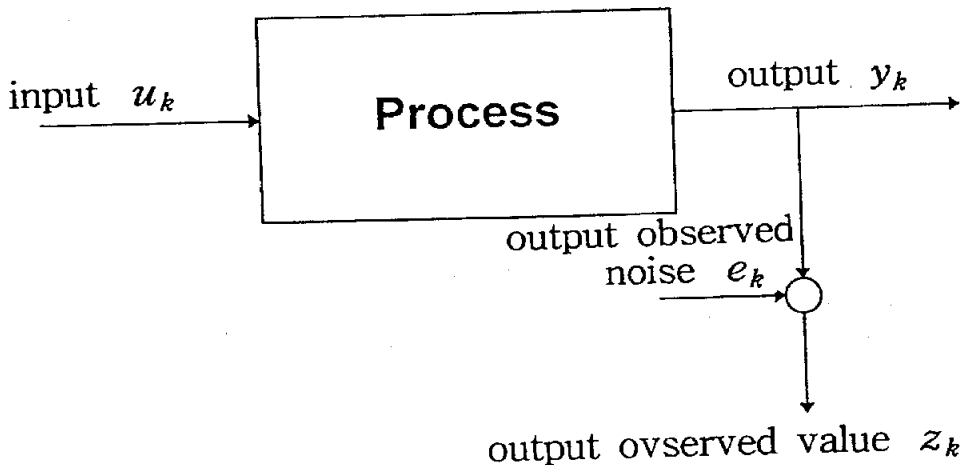 input u_k
Process
output y_k
output observed
noise e_k
output ovserved value z_k